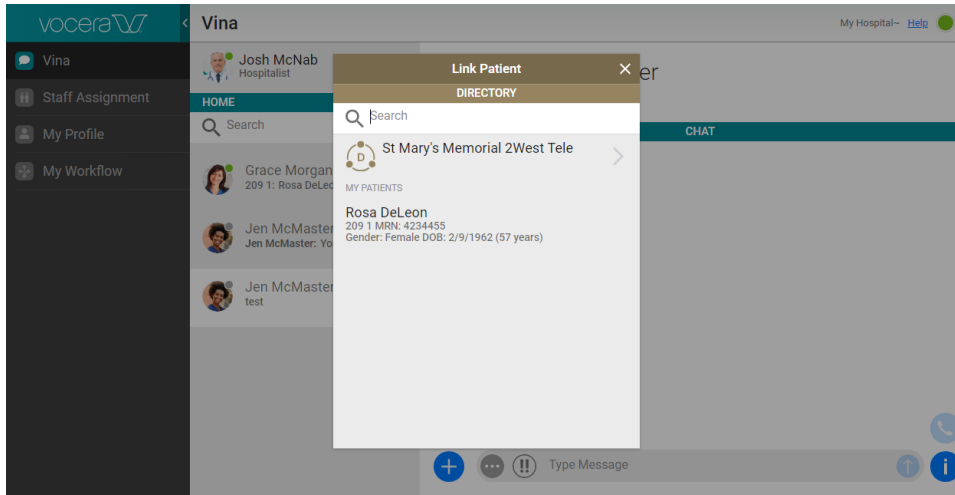 vocera
Vina
My Hospital~ Help
Vina
Staff Assignment
My Profile
My Workflow
Josh McNab
Hospitalist
HOME
Search
Grace Morgan
209 1: Rosa DeLeo
Jen McMaster
Jen McMaster: Yo
Jen McMaster
test
Link Patient
DIRECTORY
Search
D
St Mary's Memorial 2West Tele
MY PATIENTS
Rosa DeLeon
209 1 MRN: 4234455
Gender: Female DOB: 2/9/1962 (57 years)
er
CHAT
Type Message